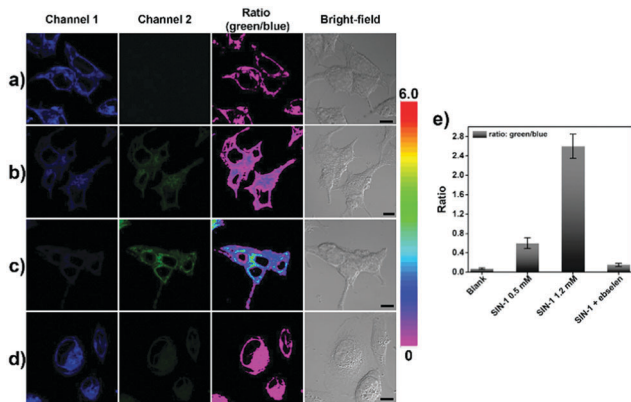 Channel 1 Channel 2 Ratio (green/blue) Bright-field
a)
b)
c)
d)
6.0
0
e)
ratio: green/blue
Ratio
2.8
2.4
2.0
1.6
1.2
0.8
0.4
0.0
Blank
SIN-1 0.5 mM
SIN-1 1.2 mM
SIN-1 + ebselen